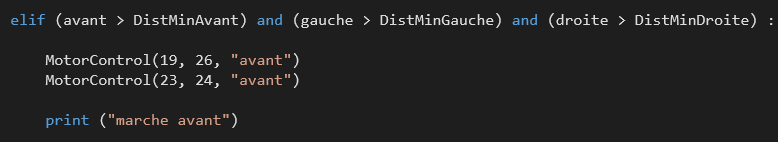 elif (avant > DistMinAvant) and (gauche > DistMinGauche) and (droite > DistMinDroite) :
MotorControl(19, 26, "avant")
MotorControl(23, 24, "avant")
print ("marche avant")